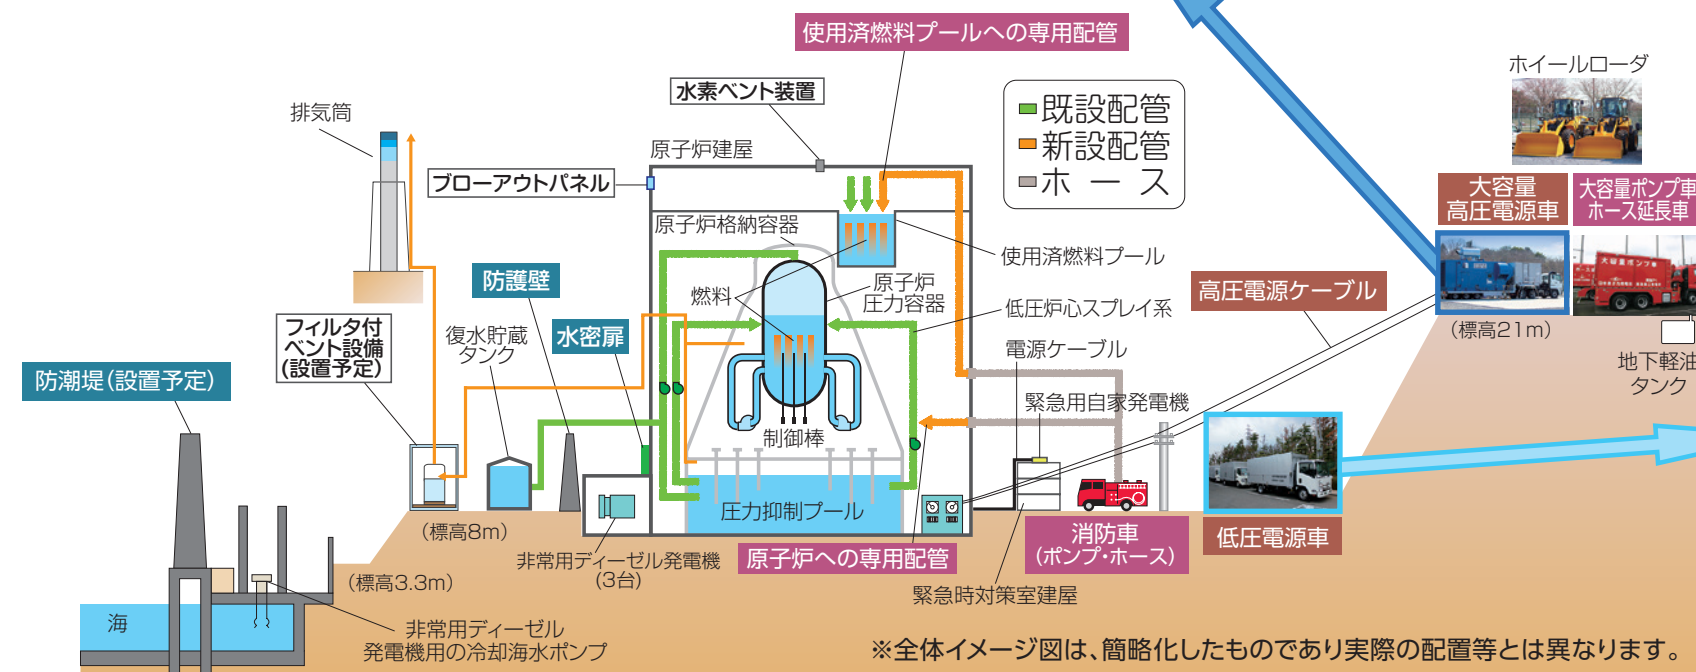 使用済燃料プールへの専用配管
水素ベント装置
排気筒
原子炉建屋
ブローアウトパネル
既設配管
新設配管
ホース
ホイールローダ
大容量
高圧電源車
大容量ポンプ車
ホース延長車
原子炉格納容器
使用済燃料プール
防護壁
燃料
原子炉
圧力容器
高圧電源ケーブル
大容量ポンプ車
低圧炉心スプレイ系
(標高21m)
フィルタ付
ベント設備
(設置予定)
復水貯蔵
タンク
水密扉
電源ケーブル
地下軽油
タンク
防潮堤(設置予定)
緊急用自家発電機
制御棒
圧力抑制プール
(標高8m)
消防車
(ポンプ・ホース)
低圧電源車
非常用ディーゼル発電機
(3台)
原子炉への専用配管
(標高3.3m)
緊急時対策室建屋
海
非常用ディーゼル
発電機用の冷却海水ポンプ
※全体イメージ図は、簡略化したものであり実際の配置等とは異なります。